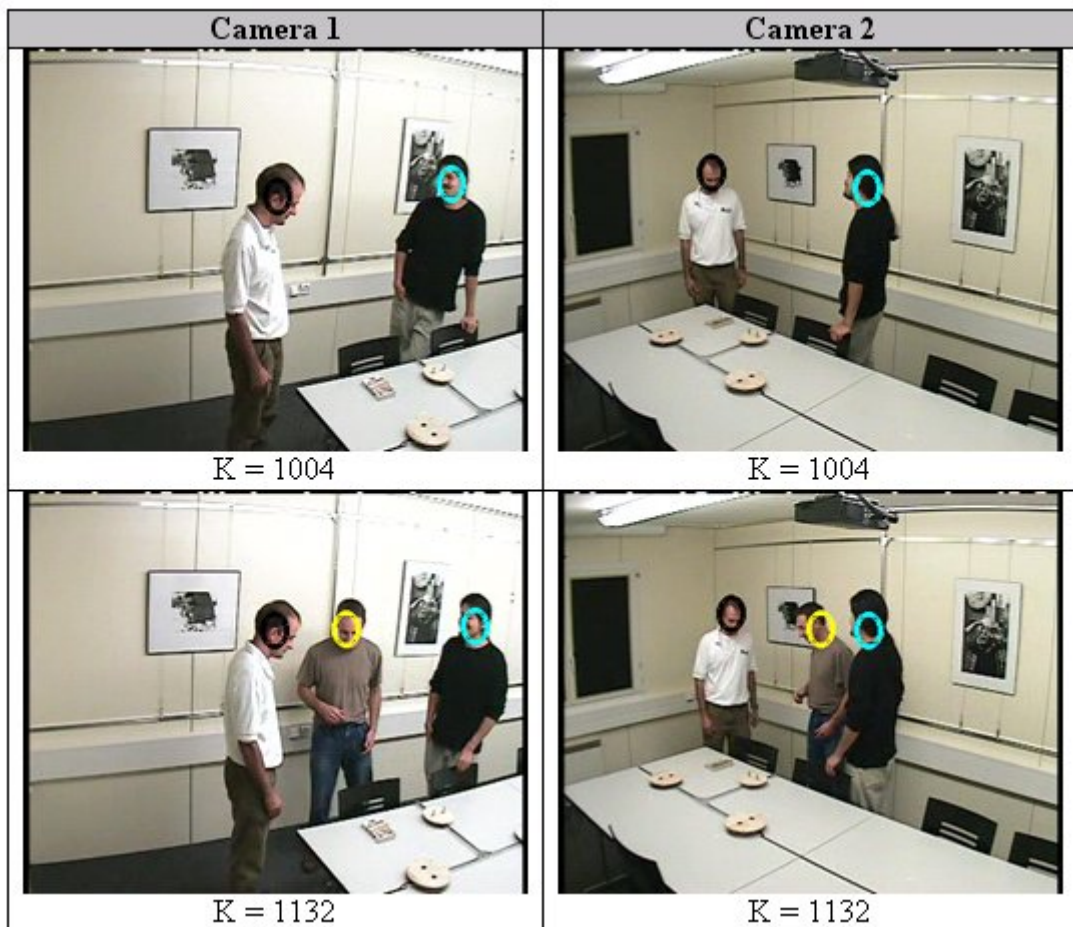 Camera 1
Camera 2
K = 1004
K = 1004
K = 1132
K = 1132